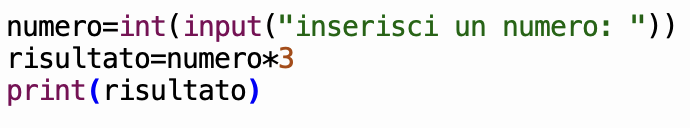 numero=int(input("inserisci un numero: "))
risultato=numero*3
print(risultato)